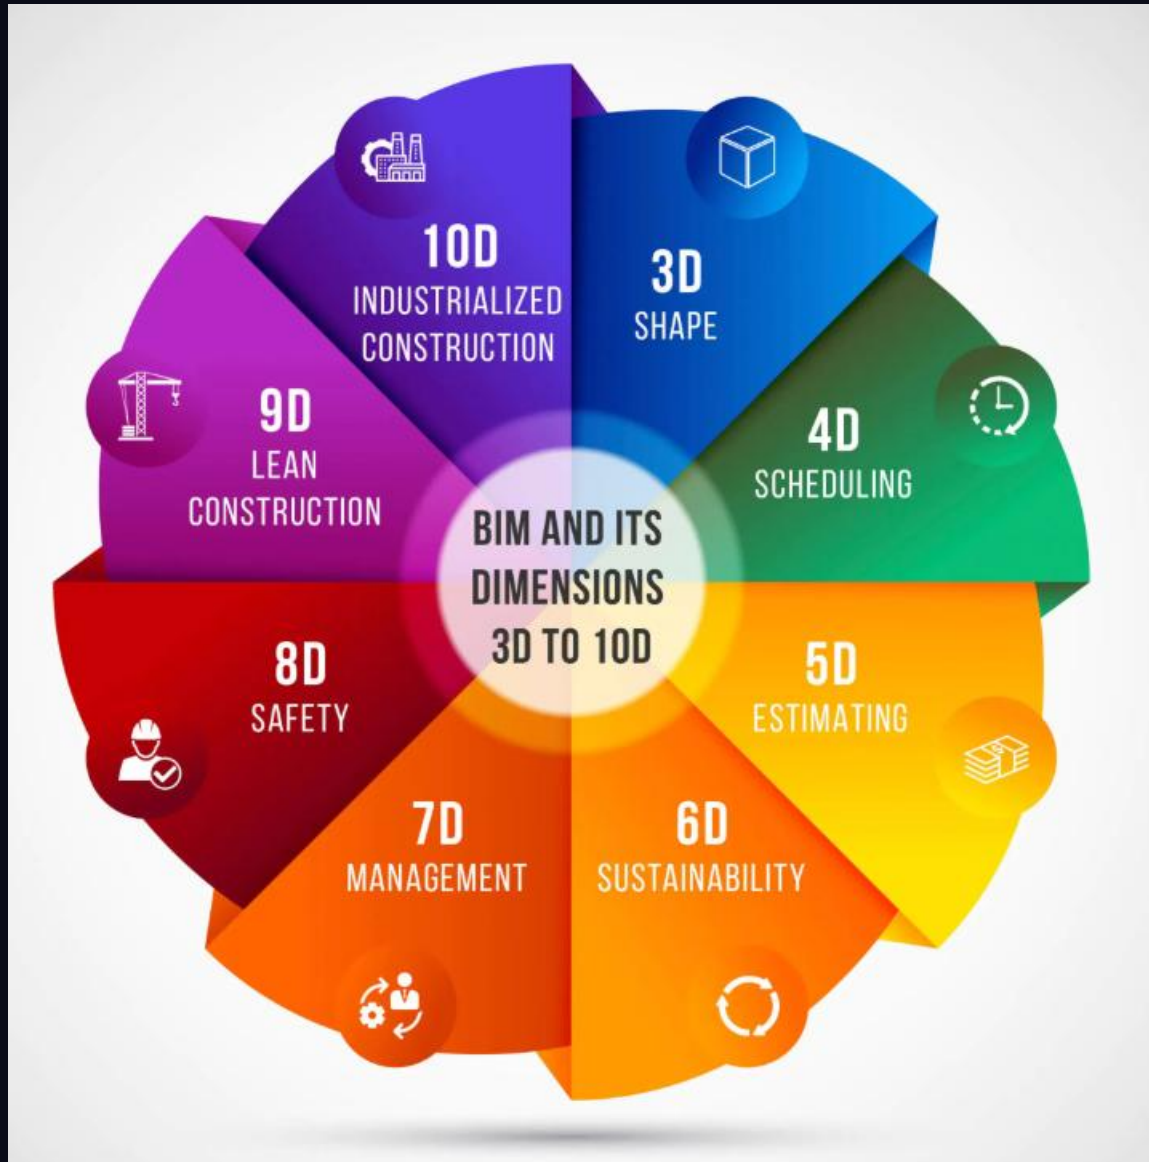 BIM AND ITS
DIMENSIONS
3D TO 10D
3D
SHAPE
4D
SCHEDULING
5D
ESTIMATING
6D
SUSTAINABILITY
7D
MANAGEMENT
8D
SAFETY
9D
LEAN
CONSTRUCTION
10D
INDUSTRIALIZED
CONSTRUCTION